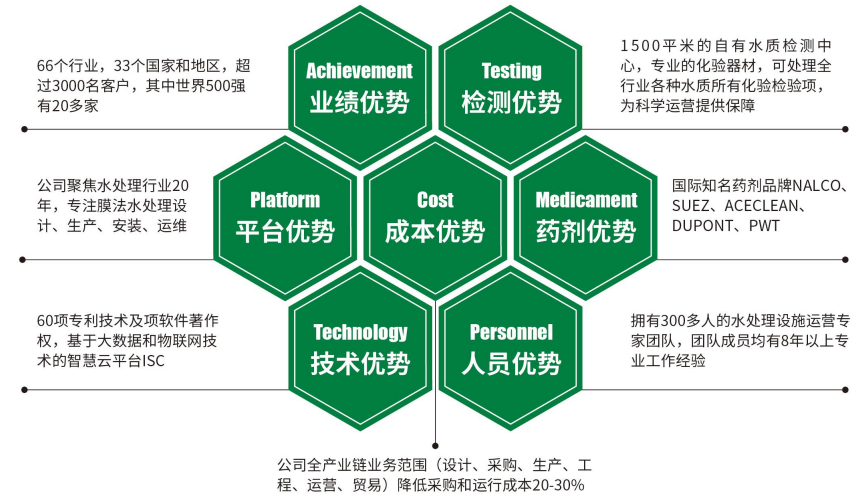 66个行业，33个国家和地区，超
过3000名客户，其中世界500强
有20多家
Achievement
业绩优势
Testing
检测优势
1500平米的自有水质检测中
心，专业的化验器材，可处理全
行业各种水质所有化验检验项，
为科学运营提供保障
公司聚焦水处理行业20
年，专注膜法水处理设
计、生产、安装、运维
Platform
平台优势
Cost
成本优势
Medicament
药剂优势
国际知名药剂品牌NALCO、
SUEZ、ACECLEAN、
DUPONT、PWT
60项专利技术及项软件著作
权，基于大数据和物联网技
术的智慧云平台ISC
Technology
技术优势
Personnel
人员优势
拥有300多人的水处理设施运营专
家团队，团队成员均有8年以上专
业工作经验
公司全产业链业务范围（设计、采购、生产、工
程、运营、贸易）降低采购和运行成本20-30%